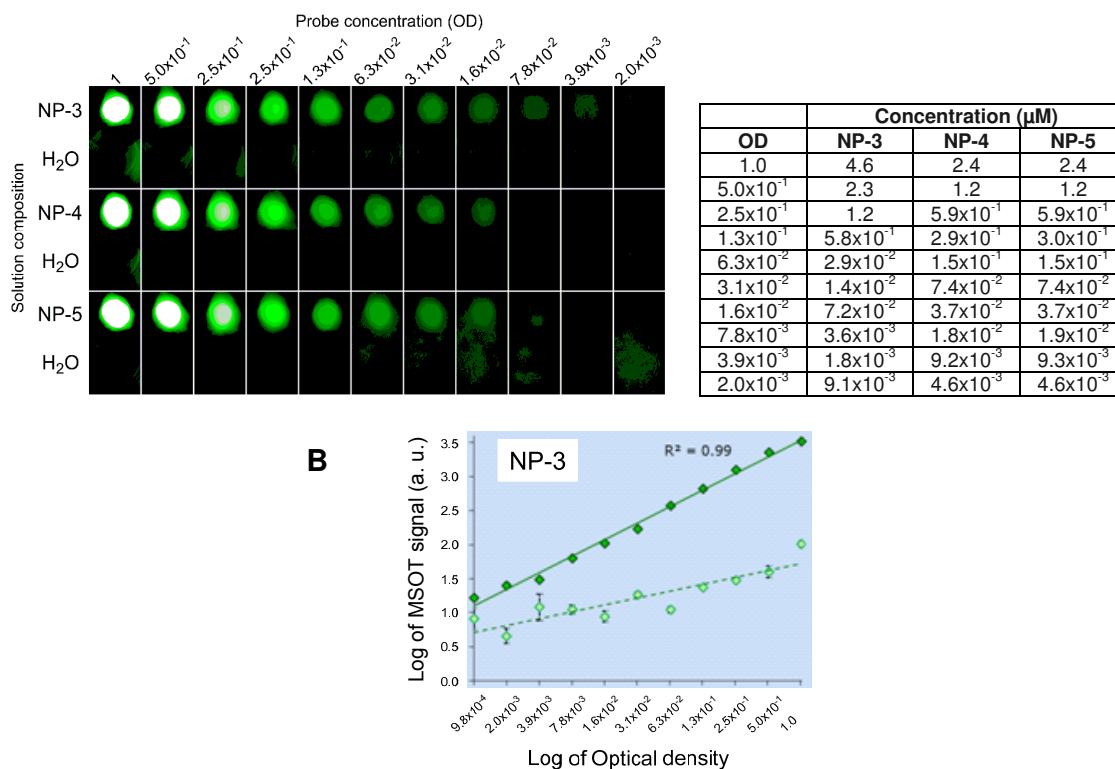 Probe concentration (OD)
1 5.0x10⁻¹ 2.5x10⁻¹ 2.5x10⁻¹ 1.3x10⁻¹ 6.3x10⁻² 3.1x10⁻² 1.6x10⁻² 7.8x10⁻² 3.9x10⁻³ 2.0x10⁻³
Solution composition
NP-3
H₂O
NP-4
H₂O
NP-5
H₂O
Concentration (µM)
OD NP-3 NP-4 NP-5
1.0 4.6 2.4 2.4
5.0x10⁻¹ 2.3 1.2 1.2
2.5x10⁻¹ 1.2 5.9x10⁻¹ 5.9x10⁻¹
1.3x10⁻¹ 5.8x10⁻¹ 2.9x10⁻¹ 3.0x10⁻¹
6.3x10⁻² 2.9x10⁻² 1.5x10⁻¹ 1.5x10⁻¹
3.1x10⁻² 1.4x10⁻² 7.4x10⁻² 7.4x10⁻²
1.6x10⁻² 7.2x10⁻² 3.7x10⁻² 3.7x10⁻²
7.8x10⁻³ 3.6x10⁻³ 1.8x10⁻² 1.9x10⁻²
3.9x10⁻³ 1.8x10⁻³ 9.2x10⁻³ 9.3x10⁻³
2.0x10⁻³ 9.1x10⁻³ 4.6x10⁻³ 4.6x10⁻³
B
NP-3
R² = 0.99
Log of MSOT signal (a. u.)
3.5
3.0
2.5
2.0
1.5
1.0
0.5
0.0
9.8x10⁻⁴ 2.0x10⁻³ 3.9x10⁻³ 7.8x10⁻³ 1.6x10⁻² 3.1x10⁻² 6.3x10⁻² 1.3x10⁻¹ 2.5x10⁻¹ 5.0x10⁻¹ 1.0
Log of Optical density